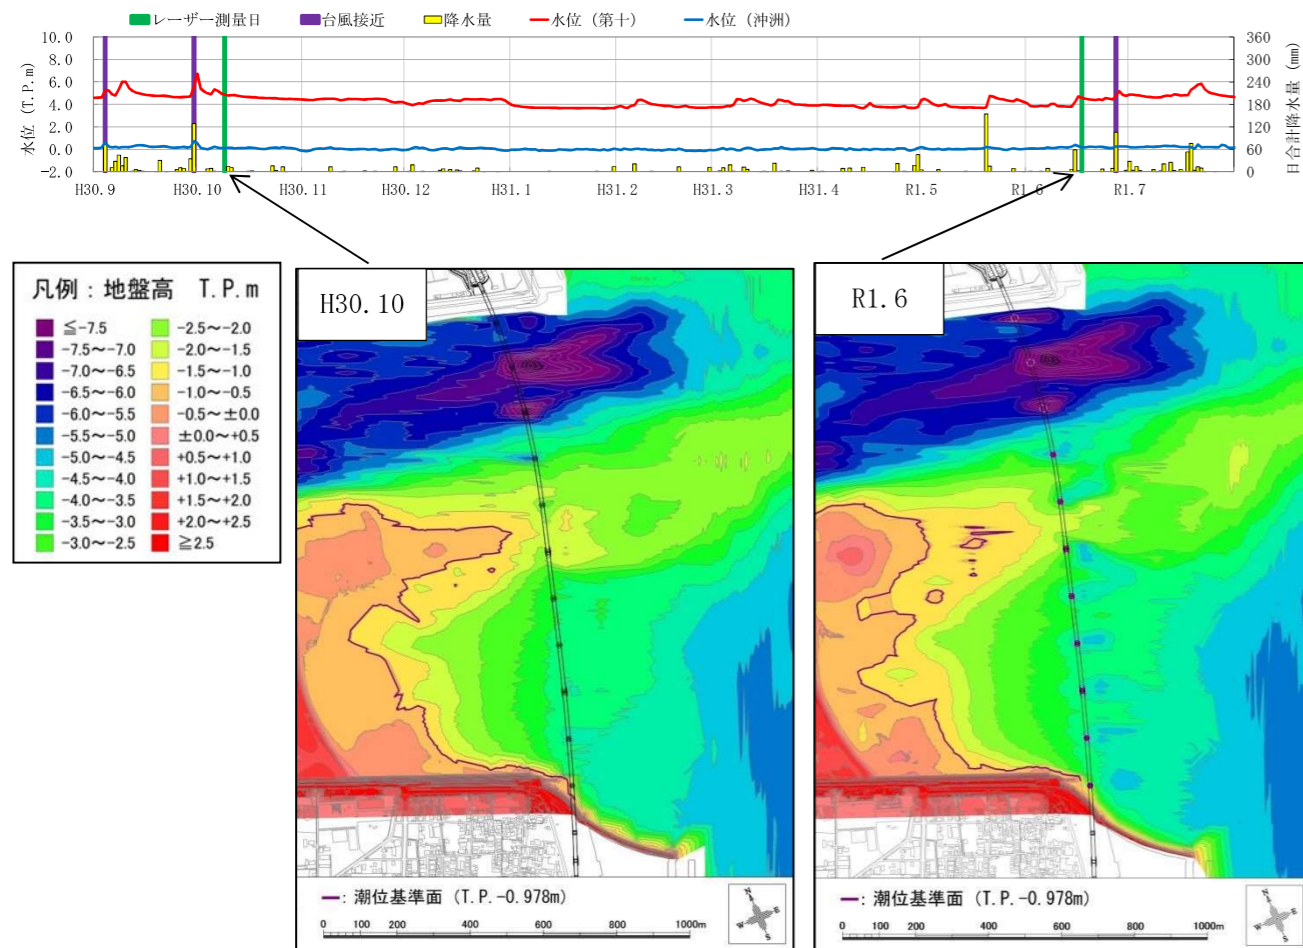 レーザー測量日 台風接近 降水量 水位（第十） 水位（沖洲）
水位（T.P.m）
10.0
8.0
6.0
4.0
2.0
0.0
-2.0
360
300
240
180
120
60
0
日合計降水量（mm）
H30.9 H30.10 H30.11 H30.12 H31.1 H31.2 H31.3 H31.4 R1.5 R1.6 R1.7
凡例：地盤高 T.P.m
≦-7.5
-7.5～-7.0
-7.0～-6.5
-6.5～-6.0
-6.0～-5.5
-5.5～-5.0
-5.0～-4.5
-4.5～-4.0
-4.0～-3.5
-3.5～-3.0
-3.0～-2.5
-2.5～-2.0
-2.0～-1.5
-1.5～-1.0
-1.0～-0.5
-0.5～±0.0
±0.0～+0.5
+0.5～+1.0
+1.0～+1.5
+1.5～+2.0
+2.0～+2.5
≧2.5
H30.10
：潮位基準面（T.P.-0.978m）
0 200 400 600 800 1000m
N
E
S
W
R1.6
：潮位基準面（T.P.-0.978m）
0 200 400 600 800 1000m
N
E
S
W